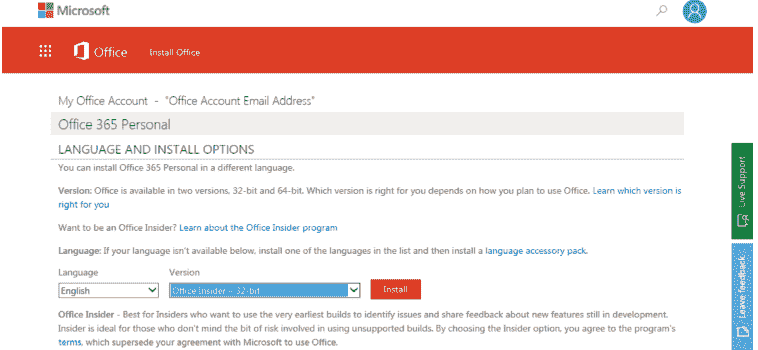 Microsoft
Office Install Office
My Office Account - "Office Account Email Address"
Office 365 Personal
LANGUAGE AND INSTALL OPTIONS
You can install Office 365 Personal in a different language.
Version: Office is available in two versions, 32-bit and 64-bit. Which version is right for you depends on how you plan to use Office. Learn which version is
right for you
Want to be an Office Insider? Learn about the Office Insider program
Language: If your language isn't available below, install one of the languages in the list and then install a language accessory pack.
Language Version
English Office Insider - 32-bit Install
Office Insider - Best for Insiders who want to use the very earliest builds to identify issues and share feedback about new features still in development.
Insider is ideal for those who don't mind the bit of risk involved in using unsupported builds. By choosing the Insider option, you agree to the program's
terms, which supersede your agreement with Microsoft to use Office.
Live Support
Leave feedback